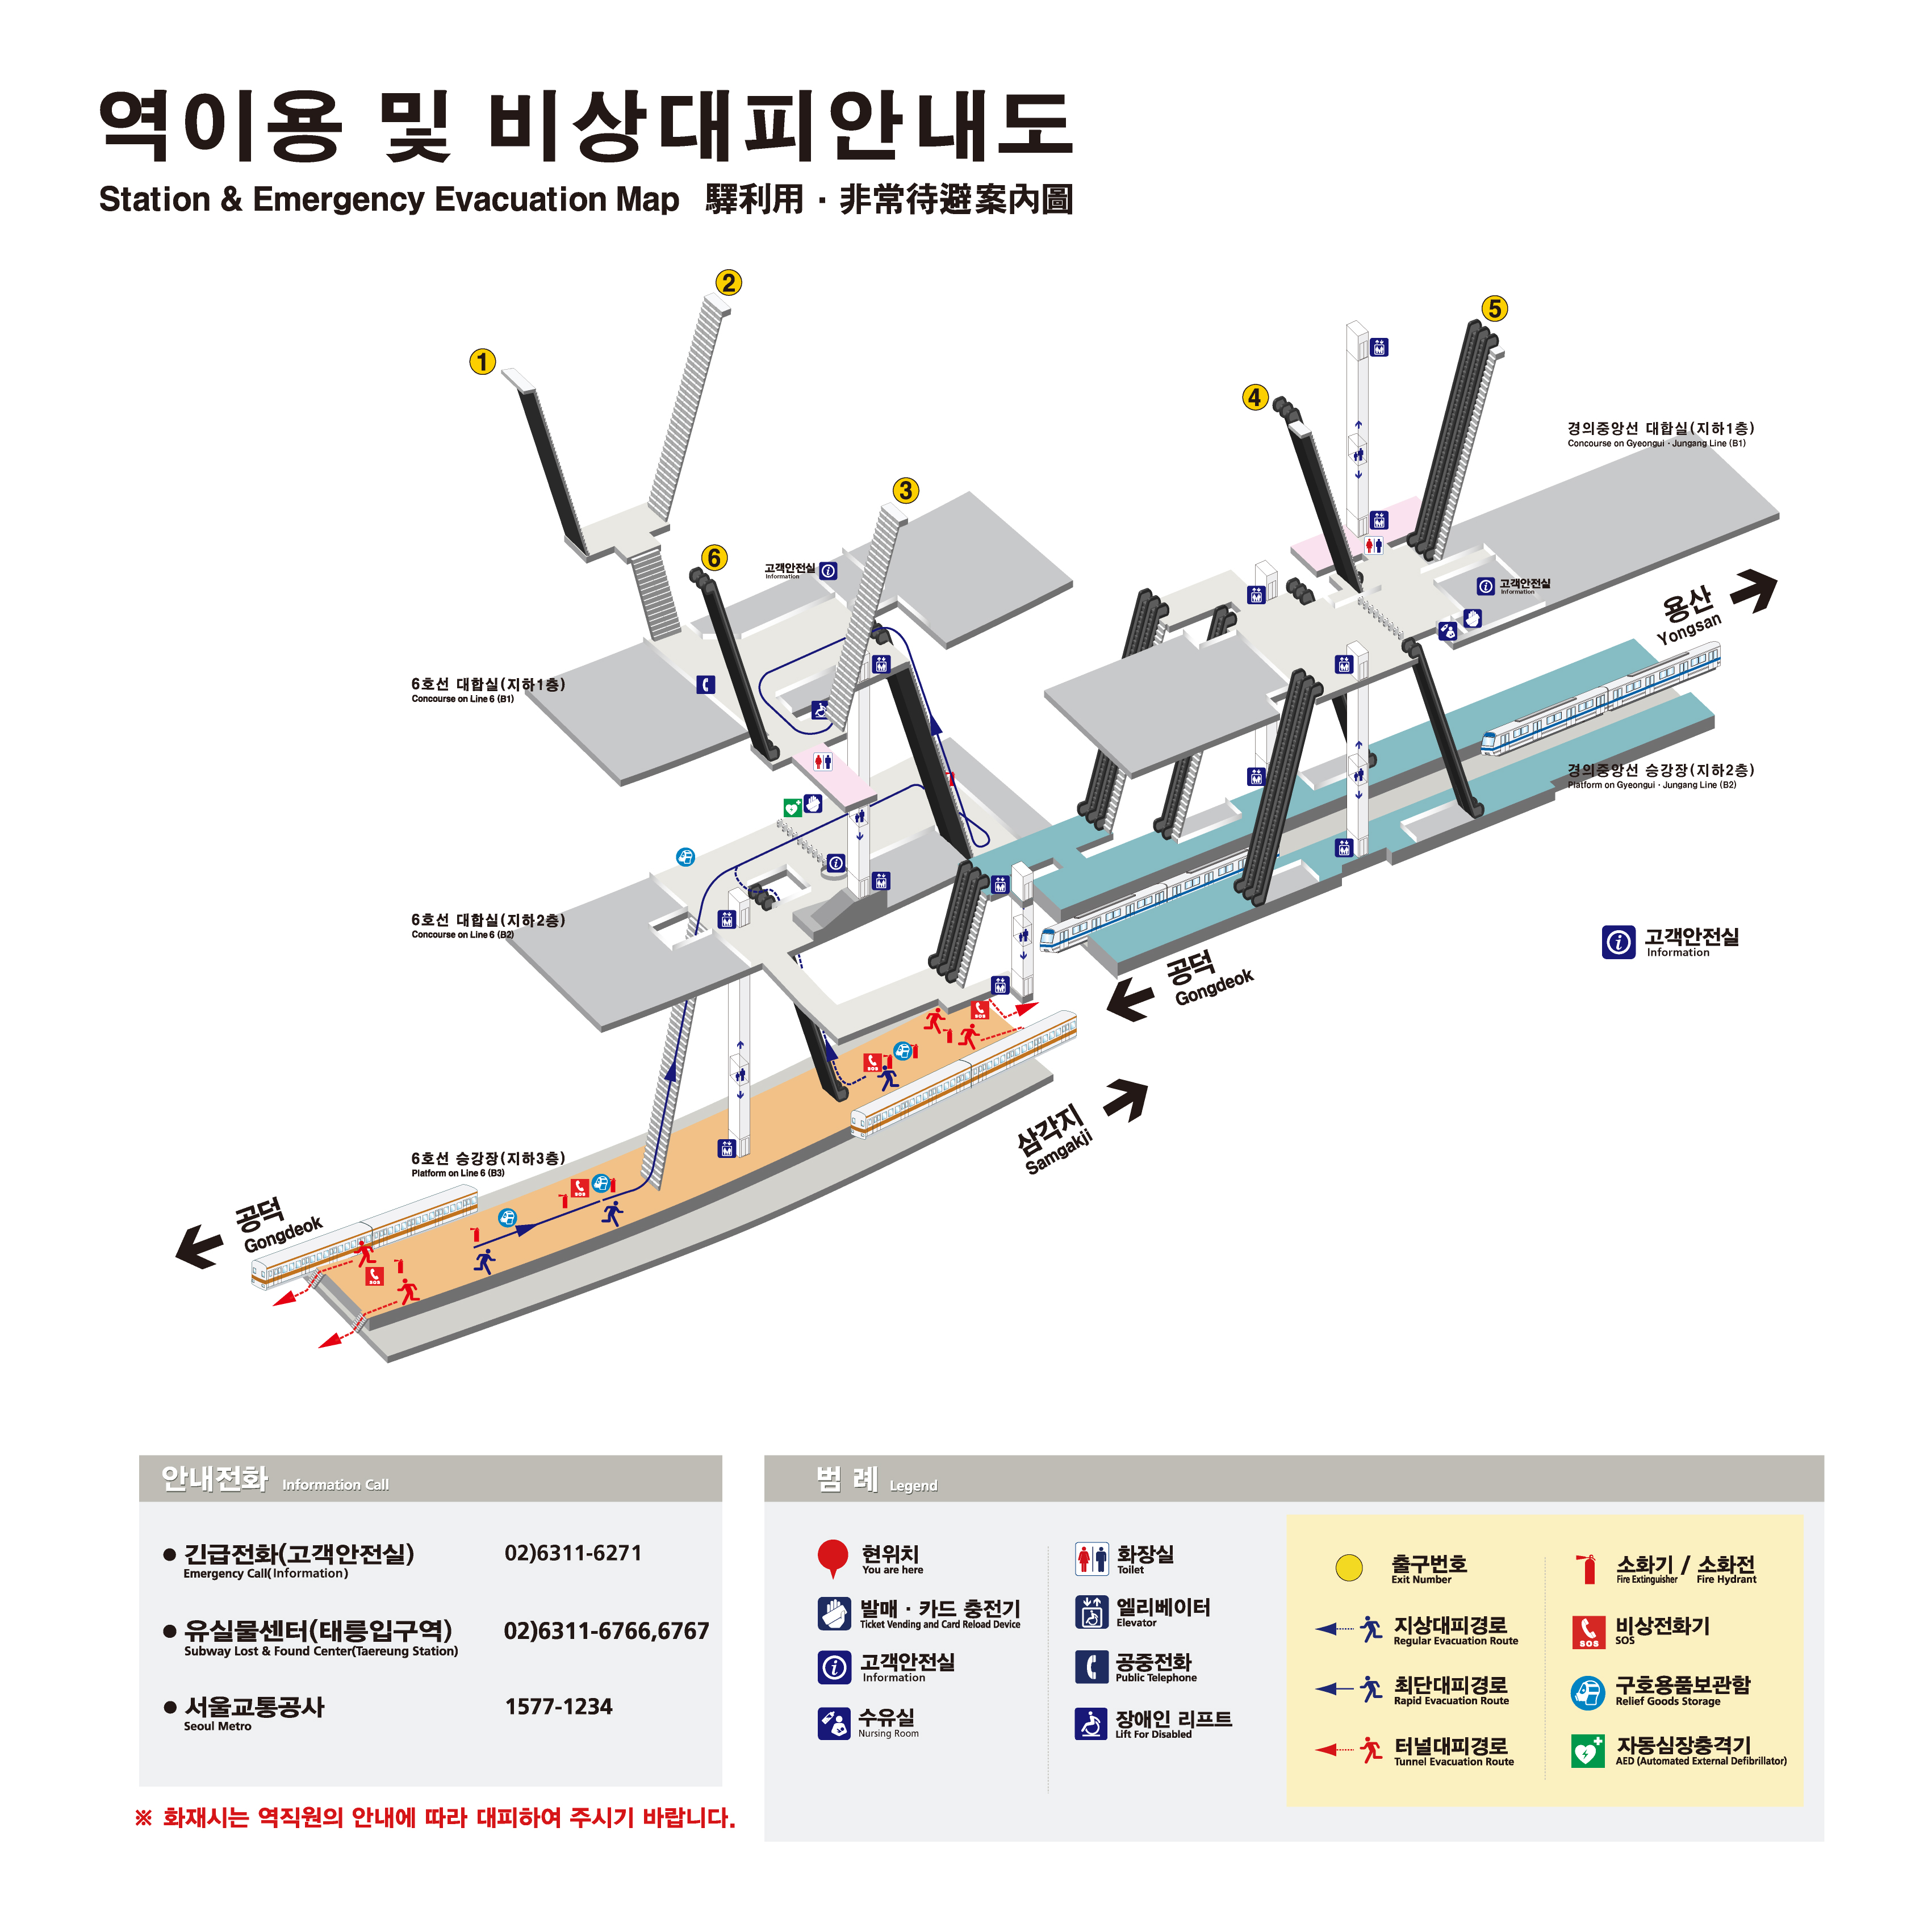 역이용 및 비상대피안내도
Station & Emergency Evacuation Map 驛利用 · 非常待避案內圖
2
5
1
4
경의중앙선 대합실(지하1층)
Concourse on Gyeongui · Jungang Line (B1)
3
6
고객안전실
Information
고객안전실
Information
용산
Yongsan
6호선 대합실(지하1층)
Concourse on Line 6 (B1)
경의중앙선 승강장(지하2층)
Platform on Gyeongui · Jungang Line (B2)
6호선 대합실(지하2층)
Concourse on Line 6 (B2)
고객안전실
Information
공덕
Gongdeok
SOS
SOS
삼각지
Samgakji
6호선 승강장(지하3층)
Platform on Line 6 (B3)
SOS
공덕
Gongdeok
SOS
안내전화 Information Call
긴급전화(고객안전실) 02)6311-6271
Emergency Call(Information)
유실물센터(태릉입구역) 02)6311-6766,6767
Subway Lost & Found Center(Taereung Station)
서울교통공사 1577-1234
Seoul Metro
※ 화재시는 역직원의 안내에 따라 대피하여 주시기 바랍니다.
범 례 Legend
현위치
You are here
발매 · 카드 충전기
Ticket Vending and Card Reload Device
고객안전실
Information
수유실
Nursing Room
화장실
Toilet
엘리베이터
Elevator
공중전화
Public Telephone
장애인 리프트
Lift For Disabled
출구번호
Exit Number
지상대피경로
Regular Evacuation Route
최단대피경로
Rapid Evacuation Route
터널대피경로
Tunnel Evacuation Route
소화기 / 소화전
Fire Extinguisher Fire Hydrant
SOS
비상전화기
SOS
구호용품보관함
Relief Goods Storage
자동심장충격기
AED (Automated External Defibrillator)